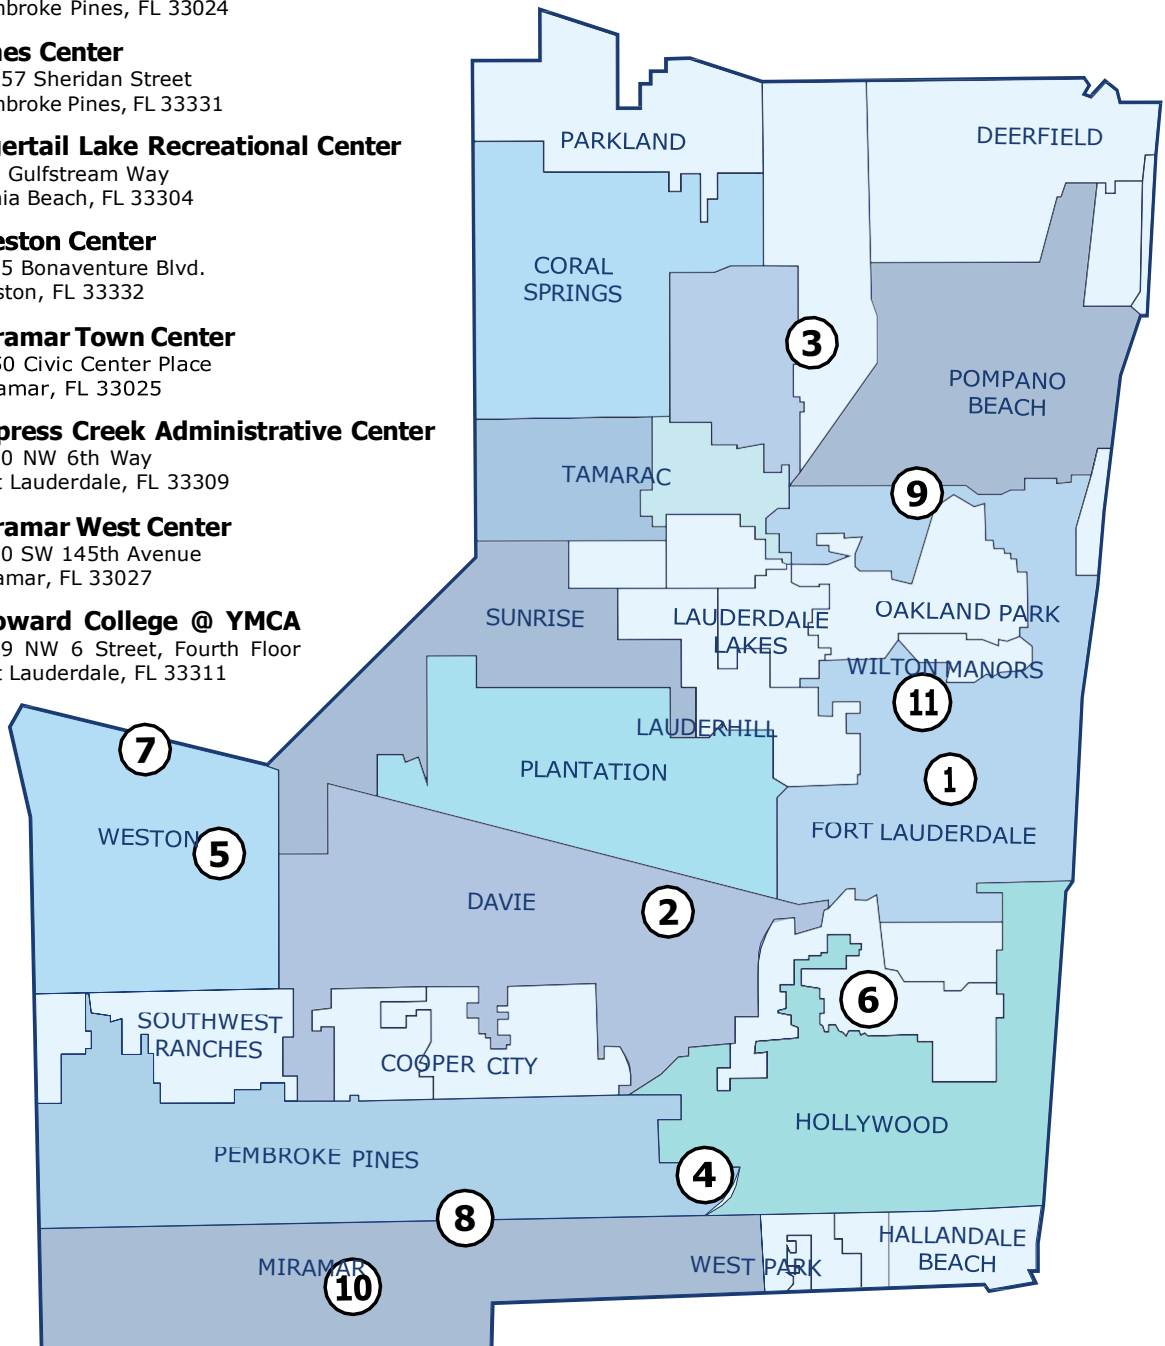 mbroke Pines, FL 33024
nes Center
57 Sheridan Street
nbroke Pines, FL 33331
gertail Lake Recreational Center
Gulfstream Way
nia Beach, FL 33304
eston Center
5 Bonaventure Blvd.
ston, FL 33332
ramar Town Center
50 Civic Center Place
amar, FL 33025
press Creek Administrative Center
0 NW 6th Way
t Lauderdale, FL 33309
ramar West Center
0 SW 145th Avenue
amar, FL 33027
oward College @ YMCA
9 NW 6 Street, Fourth Floor
t Lauderdale, FL 33311
PARKLAND
DEERFIELD
CORAL
SPRINGS
3
POMPANO
BEACH
TAMARAC
9
SUNRISE
LAUDERDALE
LAKES
OAKLAND PARK
WILTON MANORS
11
LAUDERHILL
7
PLANTATION
1
WESTON
5
FORT LAUDERDALE
DAVIE
2
6
SOUTHWEST
RANCHES
COOPER CITY
HOLLYWOOD
PEMBROKE PINES
4
8
MIRAMAR
10
WEST PARK
HALLANDALE
BEACH